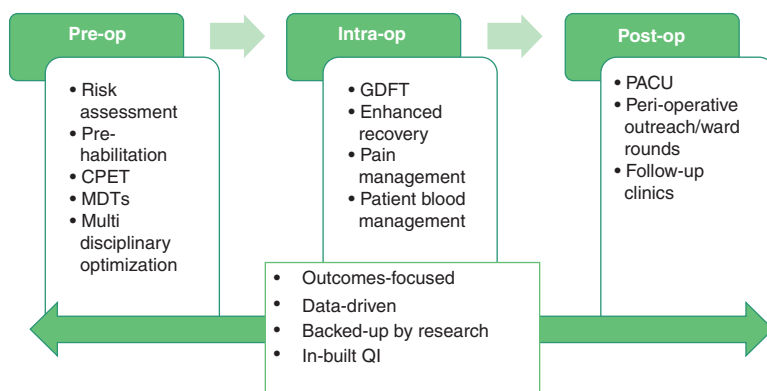 Pre-op
• Risk
assessment
• Pre-
habilitation
• CPET
• MDTs
• Multi
disciplinary
optimization
Intra-op
• GDFT
• Enhanced
recovery
• Pain
management
• Patient blood
management
Post-op
• PACU
• Peri-operative
outreach/ward
rounds
• Follow-up
clinics
• Outcomes-focused
• Data-driven
• Backed-up by research
• In-built QI